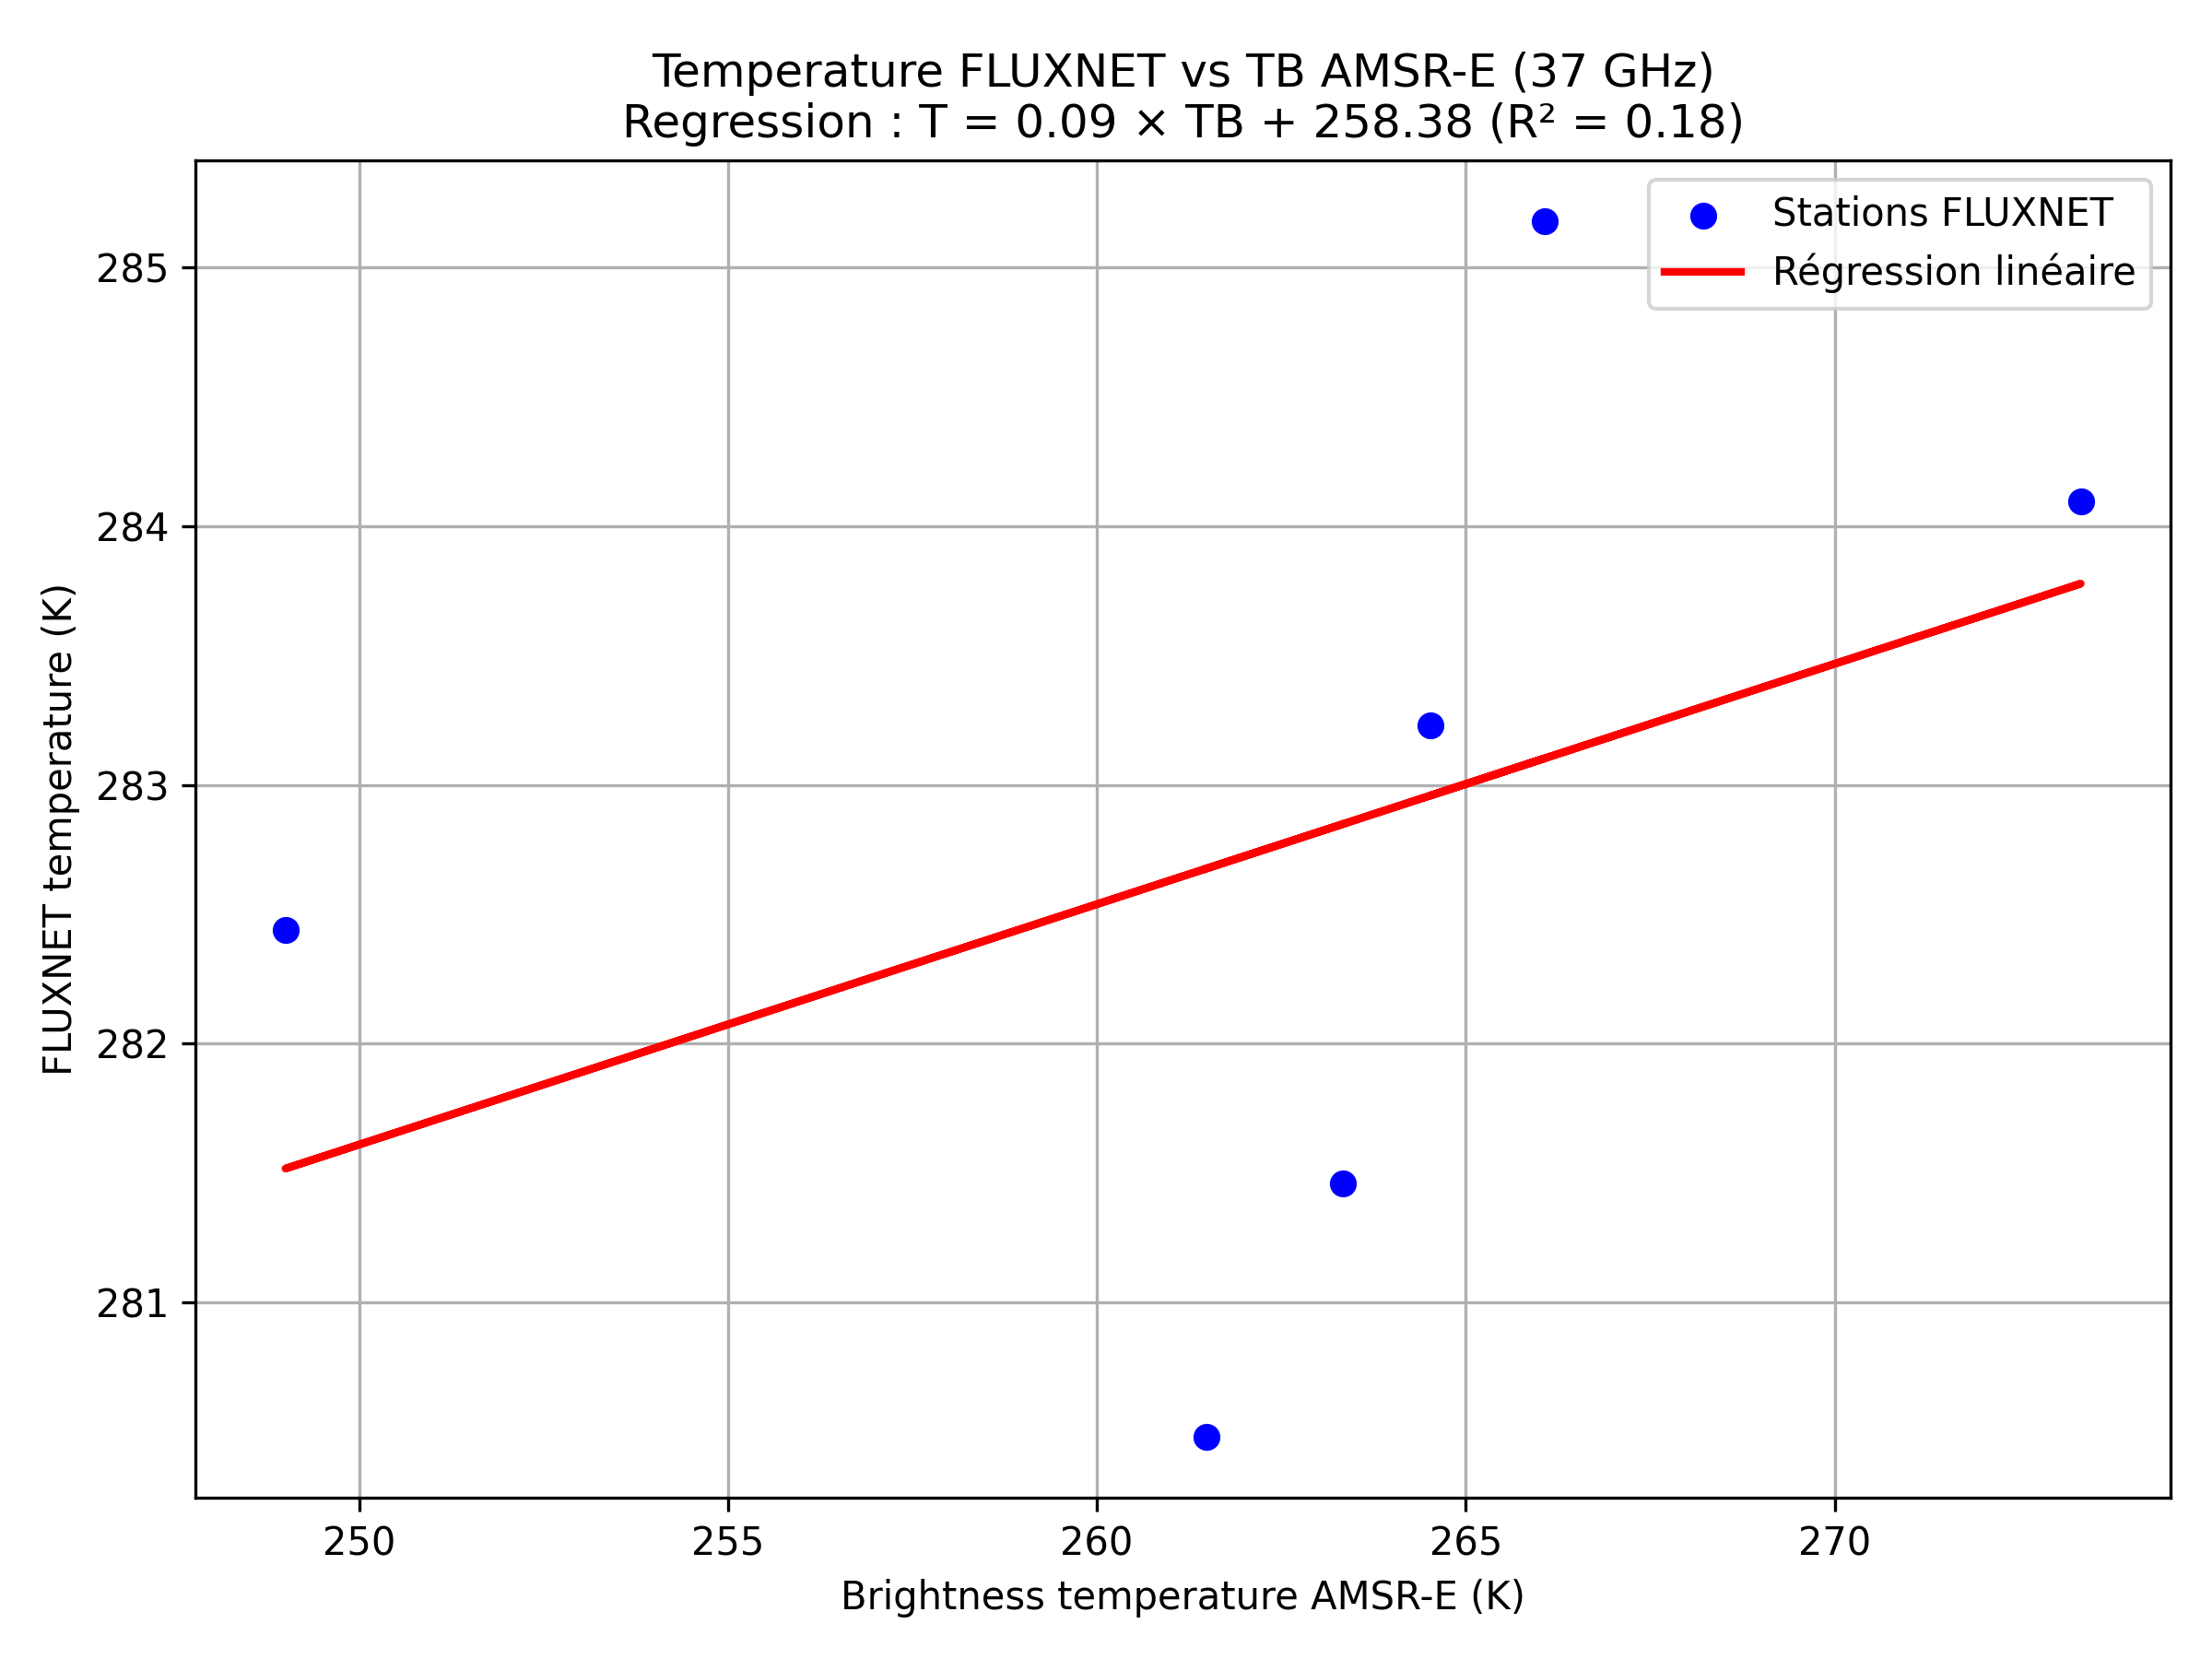 Temperature FLUXNET vs TB AMSR-E (37 GHz)
Regression : T = 0.09 × TB + 258.38 (R² = 0.18)
Stations FLUXNET
Régression linéaire
FLUXNET temperature (K)
285
284
283
282
281
250 255 260 265 270
Brightness temperature AMSR-E (K)